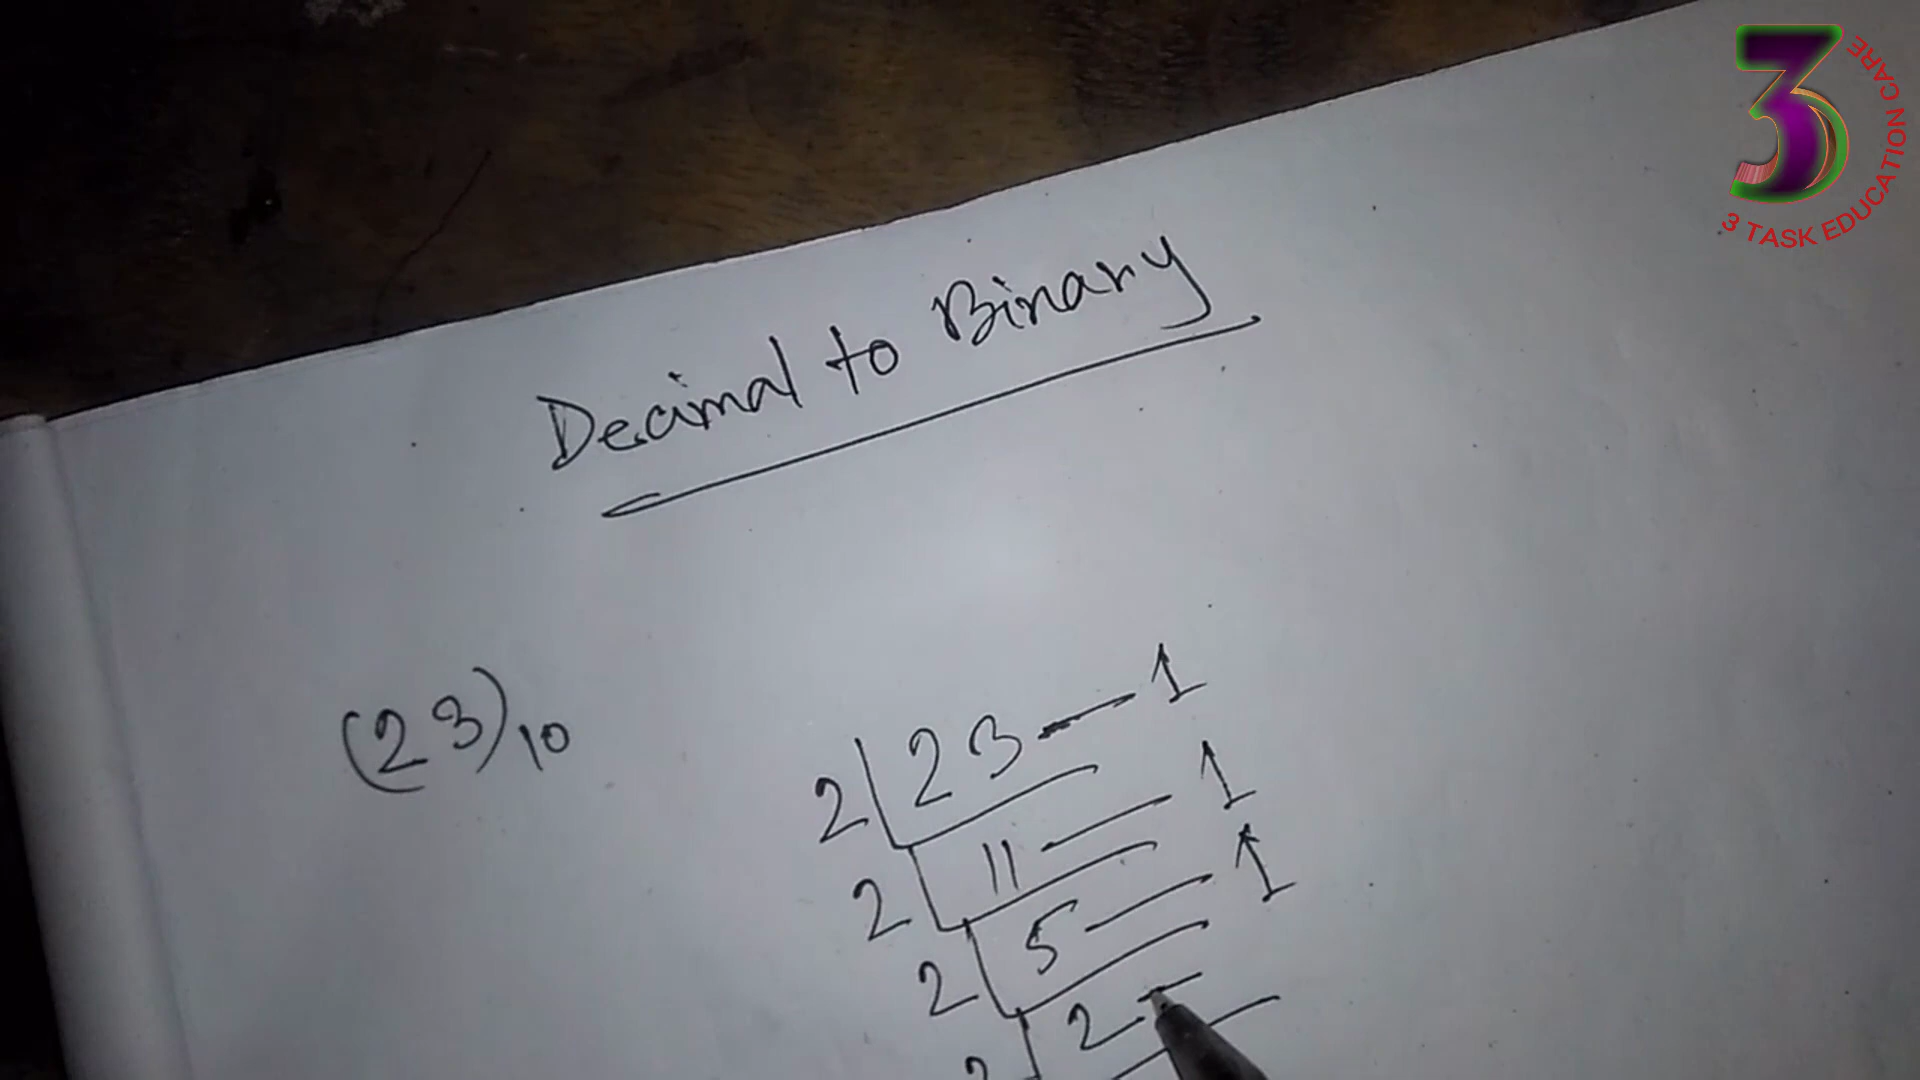 3
3 TASK EDUCATION CARE
Decimal to Binary
(23)10
2 23 — 1
2 11 — 1
2 5 — 1
2 2 —